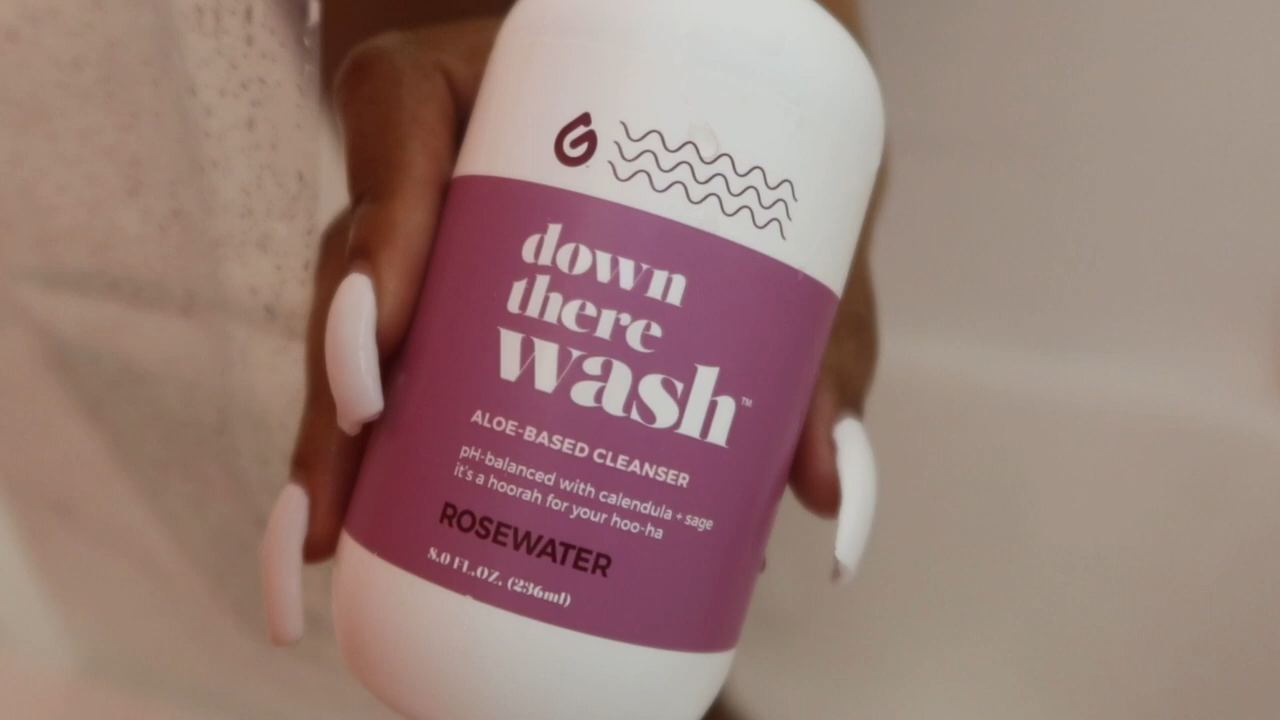 G
down
there
wash™
ALOE-BASED CLEANSER
pH-balanced with calendula + sage
it's a hoorah for your hoo-ha
ROSEWATER
8.0 FL.OZ. (236ml)